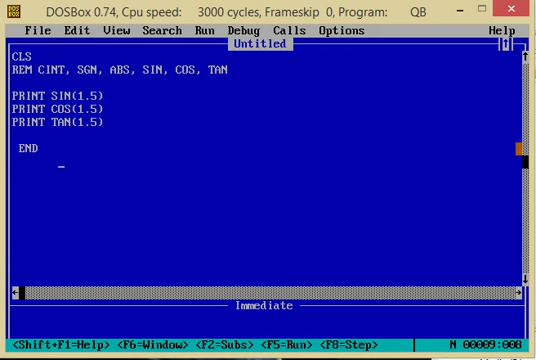 DOSBox 0.74, Cpu speed: 3000 cycles, Frameskip 0, Program: QB
File Edit View Search Run Debug Calls Options Help
Untitled
CLS
REM CINT, SGN, ABS, SIN, COS, TAN
PRINT SIN(1.5)
PRINT COS(1.5)
PRINT TAN(1.5)
END
Immediate
<Shift+F1=Help> <F6=Window> <F2=Subs> <F5=Run> <F8=Step> N 00009:008